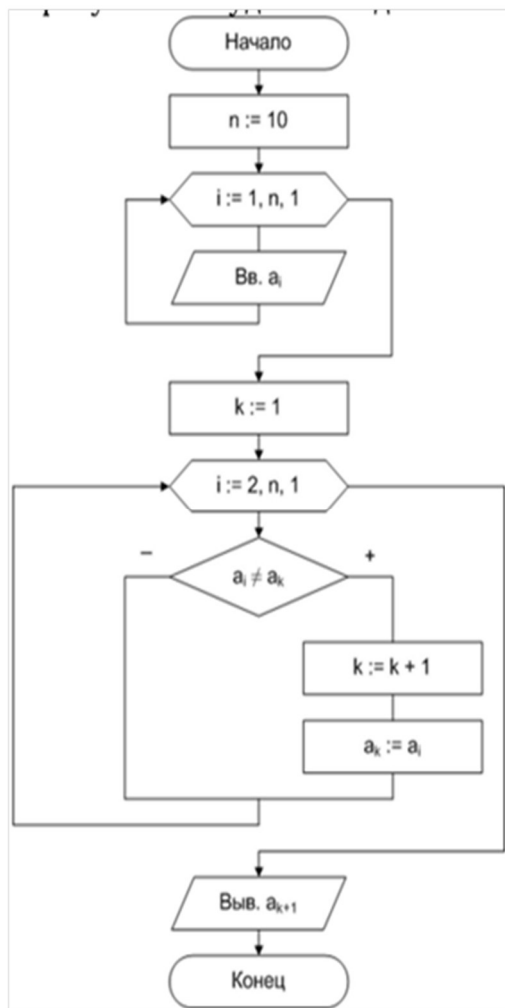 Начало
n := 10
i := 1, n, 1
Вв. aᵢ
k := 1
i := 2, n, 1
– +
aᵢ ≠ aₖ
k := k + 1
aₖ := aᵢ
Выв. aₖ₊₁
Конец